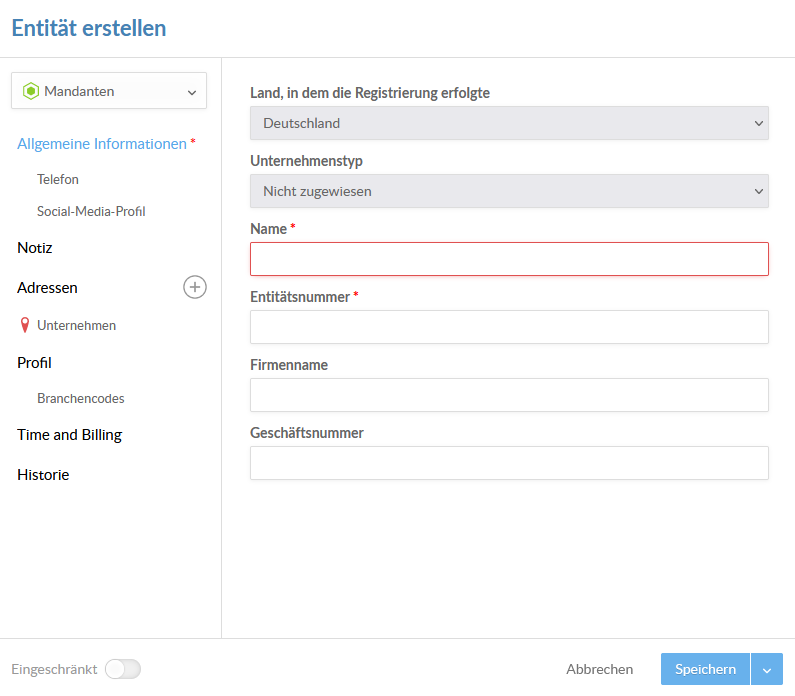 Entität erstellen
Mandanten
Allgemeine Informationen *
Telefon
Social-Media-Profil
Notiz
Adressen
Unternehmen
Profil
Branchencodes
Time and Billing
Historie
Land, in dem die Registrierung erfolgte
Deutschland
Unternehmenstyp
Nicht zugewiesen
Name *
Entitätsnummer *
Firmenname
Geschäftsnummer
Eingeschränkt
Abbrechen
Speichern